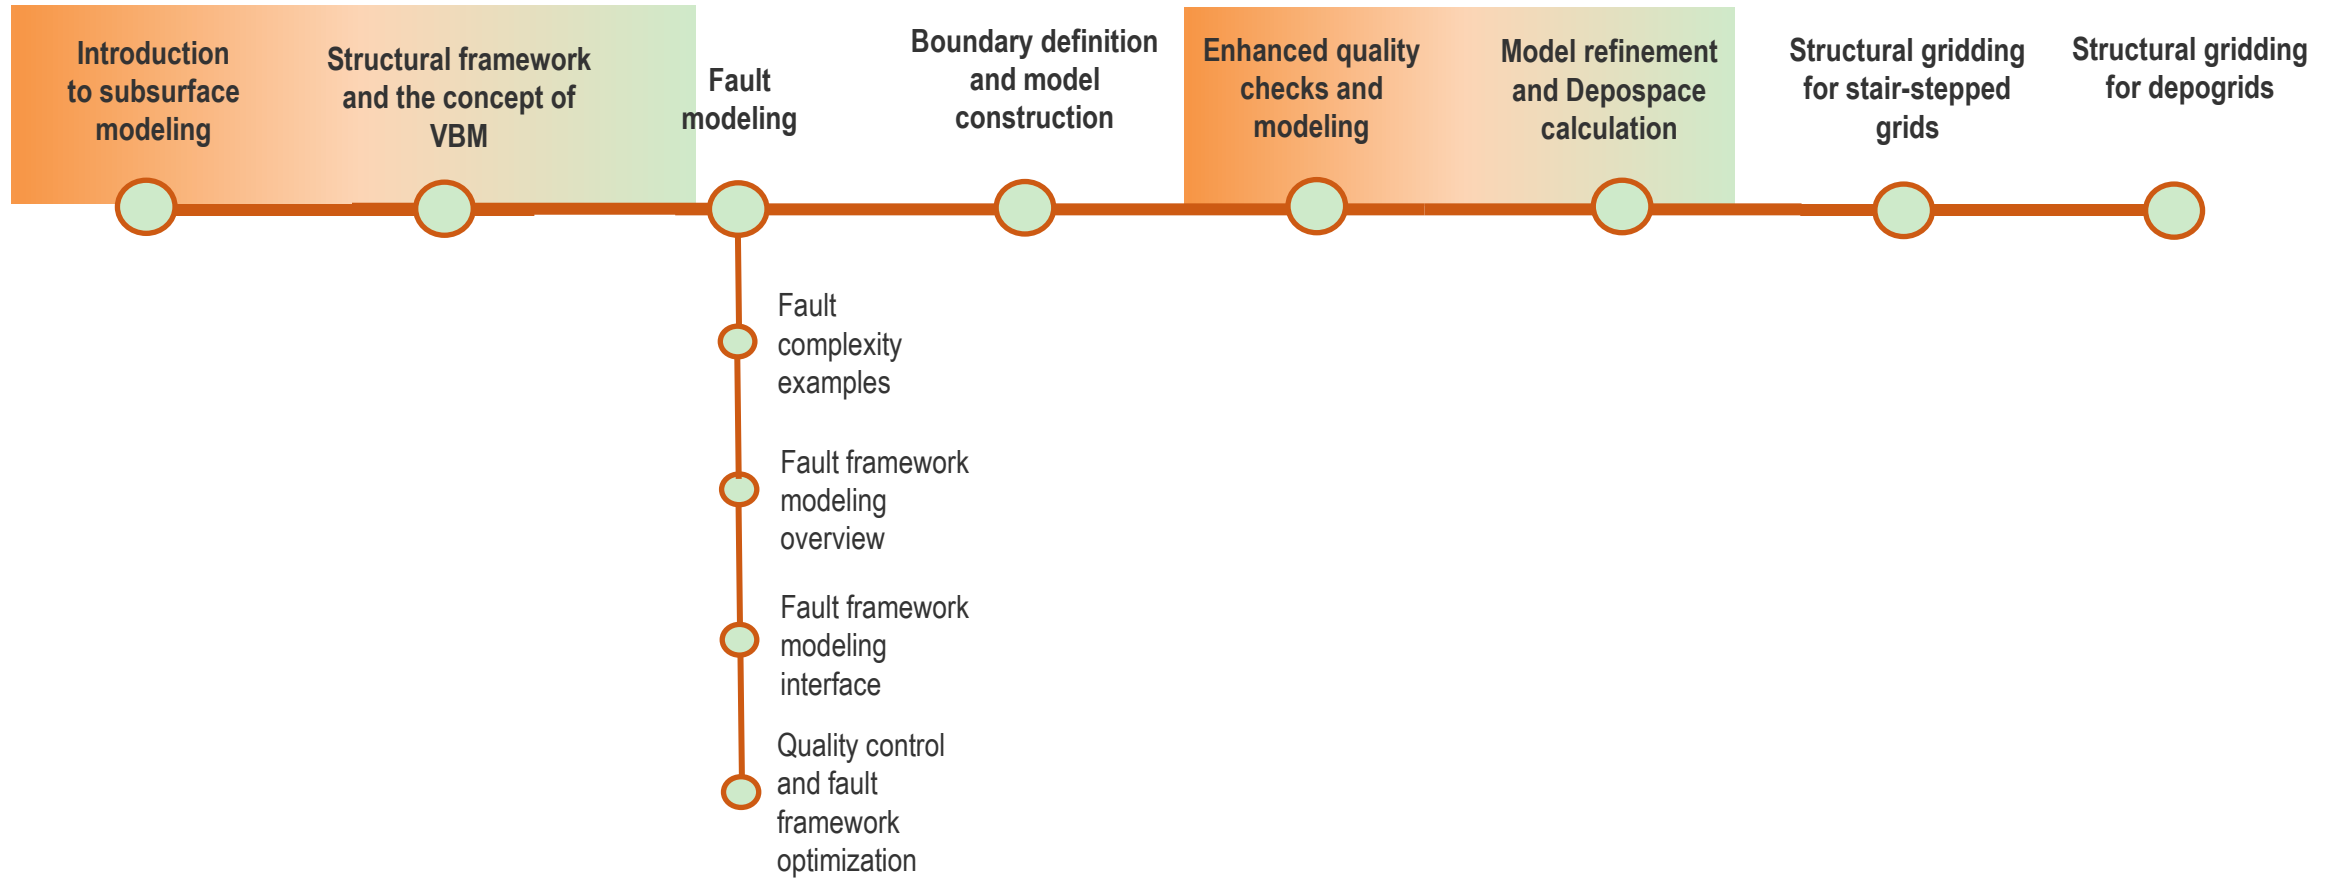 Introduction
to subsurface
modeling
Structural framework
and the concept of
VBM
Fault
modeling
Boundary definition
and model
construction
Enhanced quality
checks and
modeling
Model refinement
and Depospace
calculation
Structural gridding
for stair-stepped
grids
Structural gridding
for depogrids
Fault
complexity
examples
Fault framework
modeling
overview
Fault framework
modeling
interface
Quality control
and fault
framework
optimization